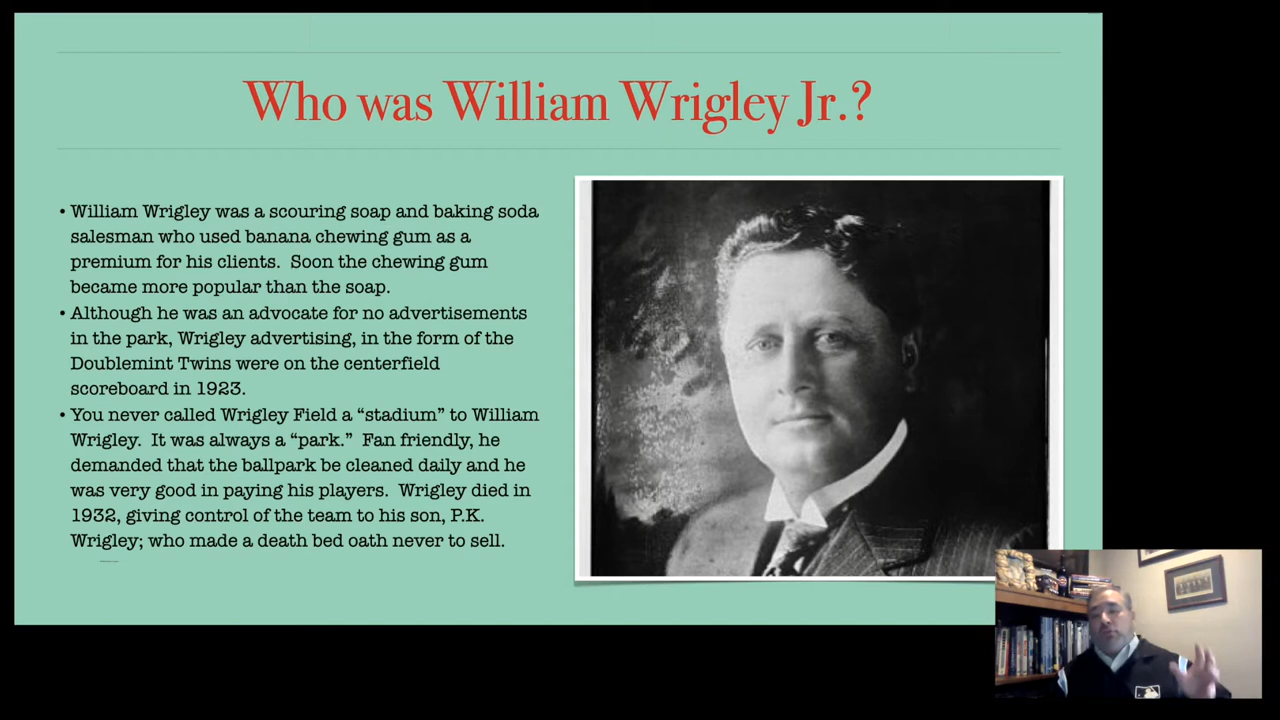 Who was William Wrigley Jr.?
• William Wrigley was a scouring soap and baking soda
salesman who used banana chewing gum as a
premium for his clients.  Soon the chewing gum
became more popular than the soap.
• Although he was an advocate for no advertisements
in the park, Wrigley advertising, in the form of the
Doublemint Twins were on the centerfield
scoreboard in 1923.
• You never called Wrigley Field a “stadium” to William
Wrigley.  It was always a “park.”  Fan friendly, he
demanded that the ballpark be cleaned daily and he
was very good in paying his players.  Wrigley died in
1932, giving control of the team to his son, P.K.
Wrigley; who made a death bed oath never to sell.